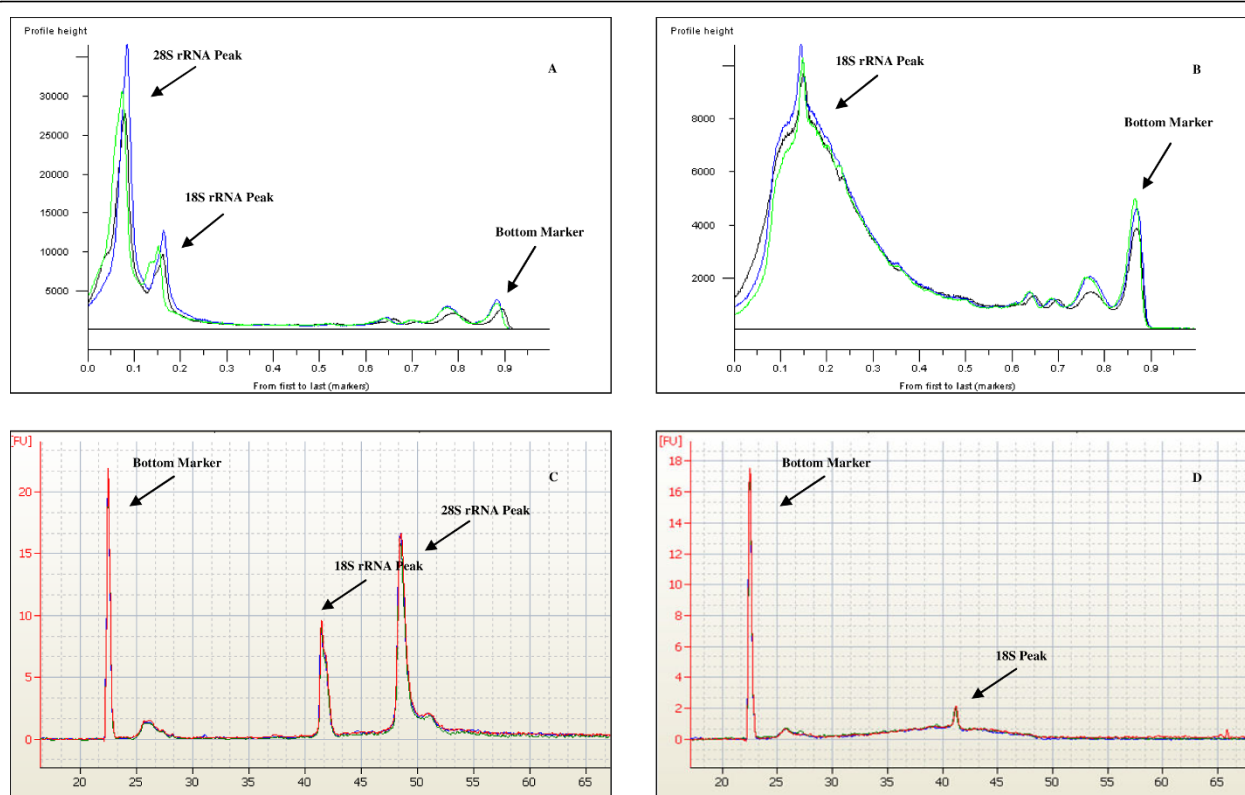 Profile height
A
28S rRNA Peak
30000
25000
20000
18S rRNA Peak
15000
10000
Bottom Marker
5000
0
0.0 0.1 0.2 0.3 0.4 0.5 0.6 0.7 0.8 0.9
From first to last (markers)
Profile height
18S rRNA Peak
B
8000
Bottom Marker
6000
4000
2000
0
0.0 0.1 0.2 0.3 0.4 0.5 0.6 0.7 0.8 0.9
From first to last (markers)
[FU]
Bottom Marker
C
20
28S rRNA Peak
15
18S rRNA Peak
10
5
0
20 25 30 35 40 45 50 55 60 65
[FU]
18
Bottom Marker
D
16
14
12
10
8
6
18S Peak
4
2
0
20 25 30 35 40 45 50 55 60 65